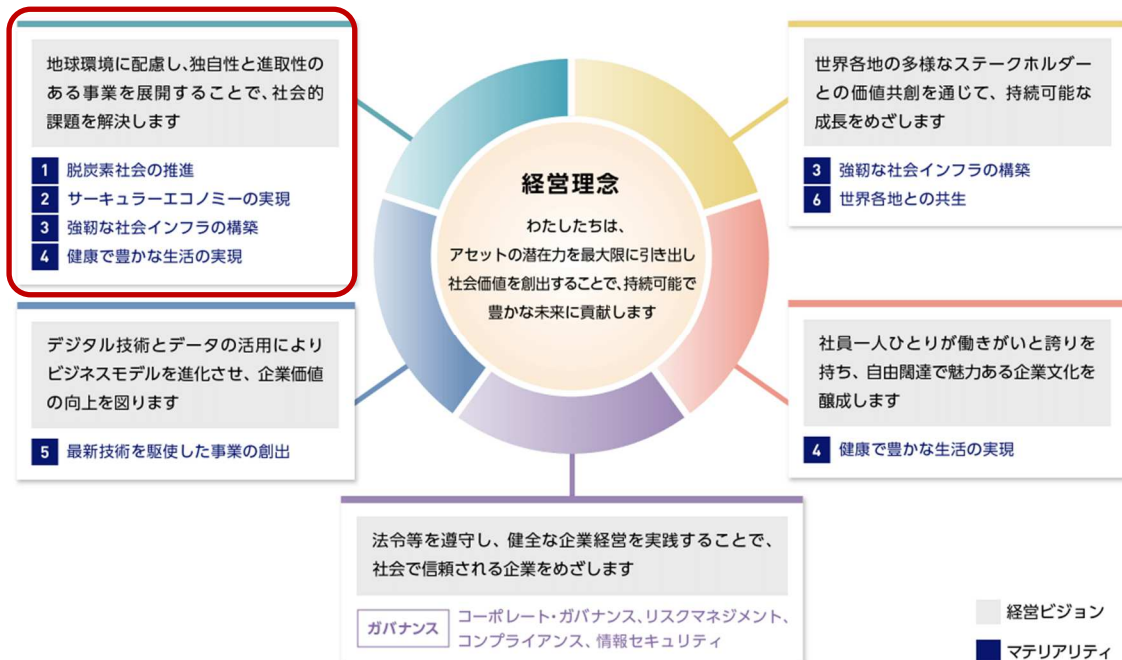 地球環境に配慮し、独自性と進取性の
ある事業を展開することで、社会的
課題を解決します
1 脱炭素社会の推進
2 サーキュラーエコノミーの実現
3 強靭な社会インフラの構築
4 健康で豊かな生活の実現
世界各地の多様なステークホルダー
との価値共創を通じて、持続可能な
成長をめざします
3 強靭な社会インフラの構築
6 世界各地との共生
経営理念
わたしたちは、
アセットの潜在力を最大限に引き出し
社会価値を創出することで、持続可能で
豊かな未来に貢献します
デジタル技術とデータの活用により
ビジネスモデルを進化させ、企業価値
の向上を図ります
5 最新技術を駆使した事業の創出
社員一人ひとりが働きがいと誇りを
持ち、自由闊達で魅力ある企業文化を
醸成します
4 健康で豊かな生活の実現
法令等を遵守し、健全な企業経営を実践することで、
社会で信頼される企業をめざします
ガバナンス
コーポレート・ガバナンス、リスクマネジメント、
コンプライアンス、情報セキュリティ
経営ビジョン
マテリアリティ